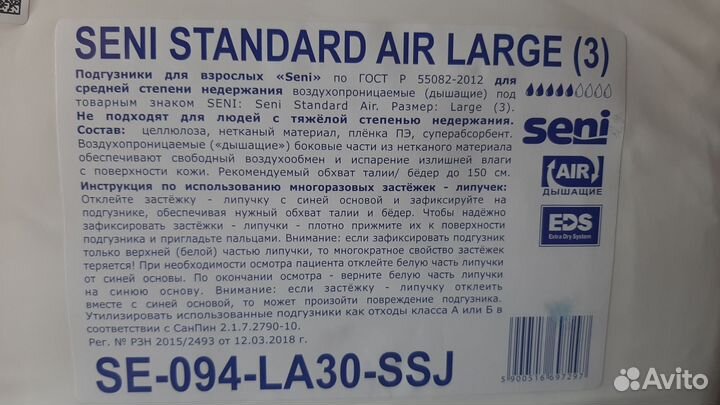 SENI STANDARD AIR LARGE (3)
Подгузники для взрослых «Seni» по ГОСТ Р 55082-2012 для
средней степени недержания воздухопроницаемые (дышащие) под
товарным знаком SENI: Seni Standard Air. Размер: Large (3).
Не подходят для людей с тяжёлой степенью недержания.
Состав: целлюлоза, нетканый материал, плёнка ПЭ, суперабсорбент.
Воздухопроницаемые («дышащие») боковые части из нетканого материала
обеспечивают свободный воздухообмен и испарение излишней влаги
с поверхности кожи. Рекомендуемый обхват талии/ бёдер до 150 см.
Инструкция по использованию многоразовых застёжек - липучек:
Отклейте застёжку - липучку с синей основой и зафиксируйте на
подгузнике, обеспечивая нужный обхват талии и бёдер. Чтобы надёжно
зафиксировать застёжки - липучки - плотно прижмите их к поверхности
подгузника и пригладьте пальцами. Внимание: если зафиксировать подгузник
только верхней (белой) частью липучки, то многократное свойство застёжек
теряется! При необходимости осмотра пациента отклейте белую часть липучки
от синей основы. По окончании осмотра - верните белую часть липучки
на синюю основу. Внимание: если застёжку - липучку отклеить
вместе с синей основой, то может произойти повреждение подгузника.
Утилизировать использованные подгузники как отходы класса А или Б в
соответствии с СанПин 2.1.7.2790-10.
Рег. № РЗН 2015/2493 от 12.03.2018 г.
SE-094-LA30-SSJ
seni
AIR
ДЫШАЩИЕ
EDS
Extra Dry System
5 900516 697297
Avito